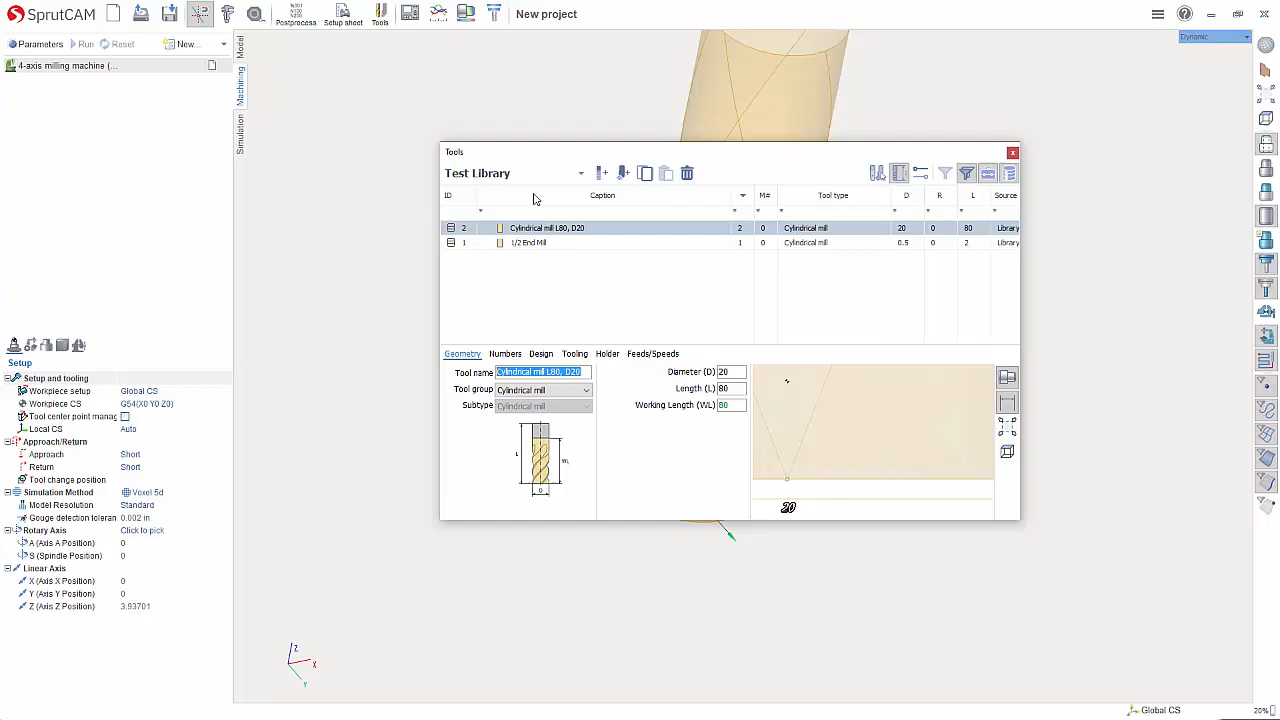 SprutCAM
Postprocess
Setup sheet
Tools
New project
Parameters
Run
Reset
New...
4-axis milling machine (...
Model
Machining
Simulation
Dynamic
Tools
Test Library
ID Caption M# Tool type D R L Source
2 Cylindrical mill L80, D20 2 0 Cylindrical mill 20 0 80 Library
1 1/2 End Mill 1 0 Cylindrical mill 0.5 0 2 Library
Geometry Numbers Design Tooling Holder Feeds/Speeds
Tool name Cylindrical mill L80, D20
Tool group Cylindrical mill
Subtype Cylindrical mill
Diameter (D) 20
Length (L) 80
Working Length (WL) 80
L
WL
D
20
Setup
Setup and tooling
Workpiece setup Global CS
Workpiece CS G54(X0 Y0 Z0)
Tool center point manag
Local CS Auto
Approach/Return
Approach Short
Return Short
Tool change position
Simulation Method Voxel 5d
Model Resolution Standard
Gouge detection toleran 0.002 in
Rotary Axis Click to pick
A (Axis A Position) 0
S (Spindle Position) 0
Linear Axis
X (Axis X Position) 0
Y (Axis Y Position) 0
Z (Axis Z Position) 3.93701
Z
X
Y
Global CS
20%